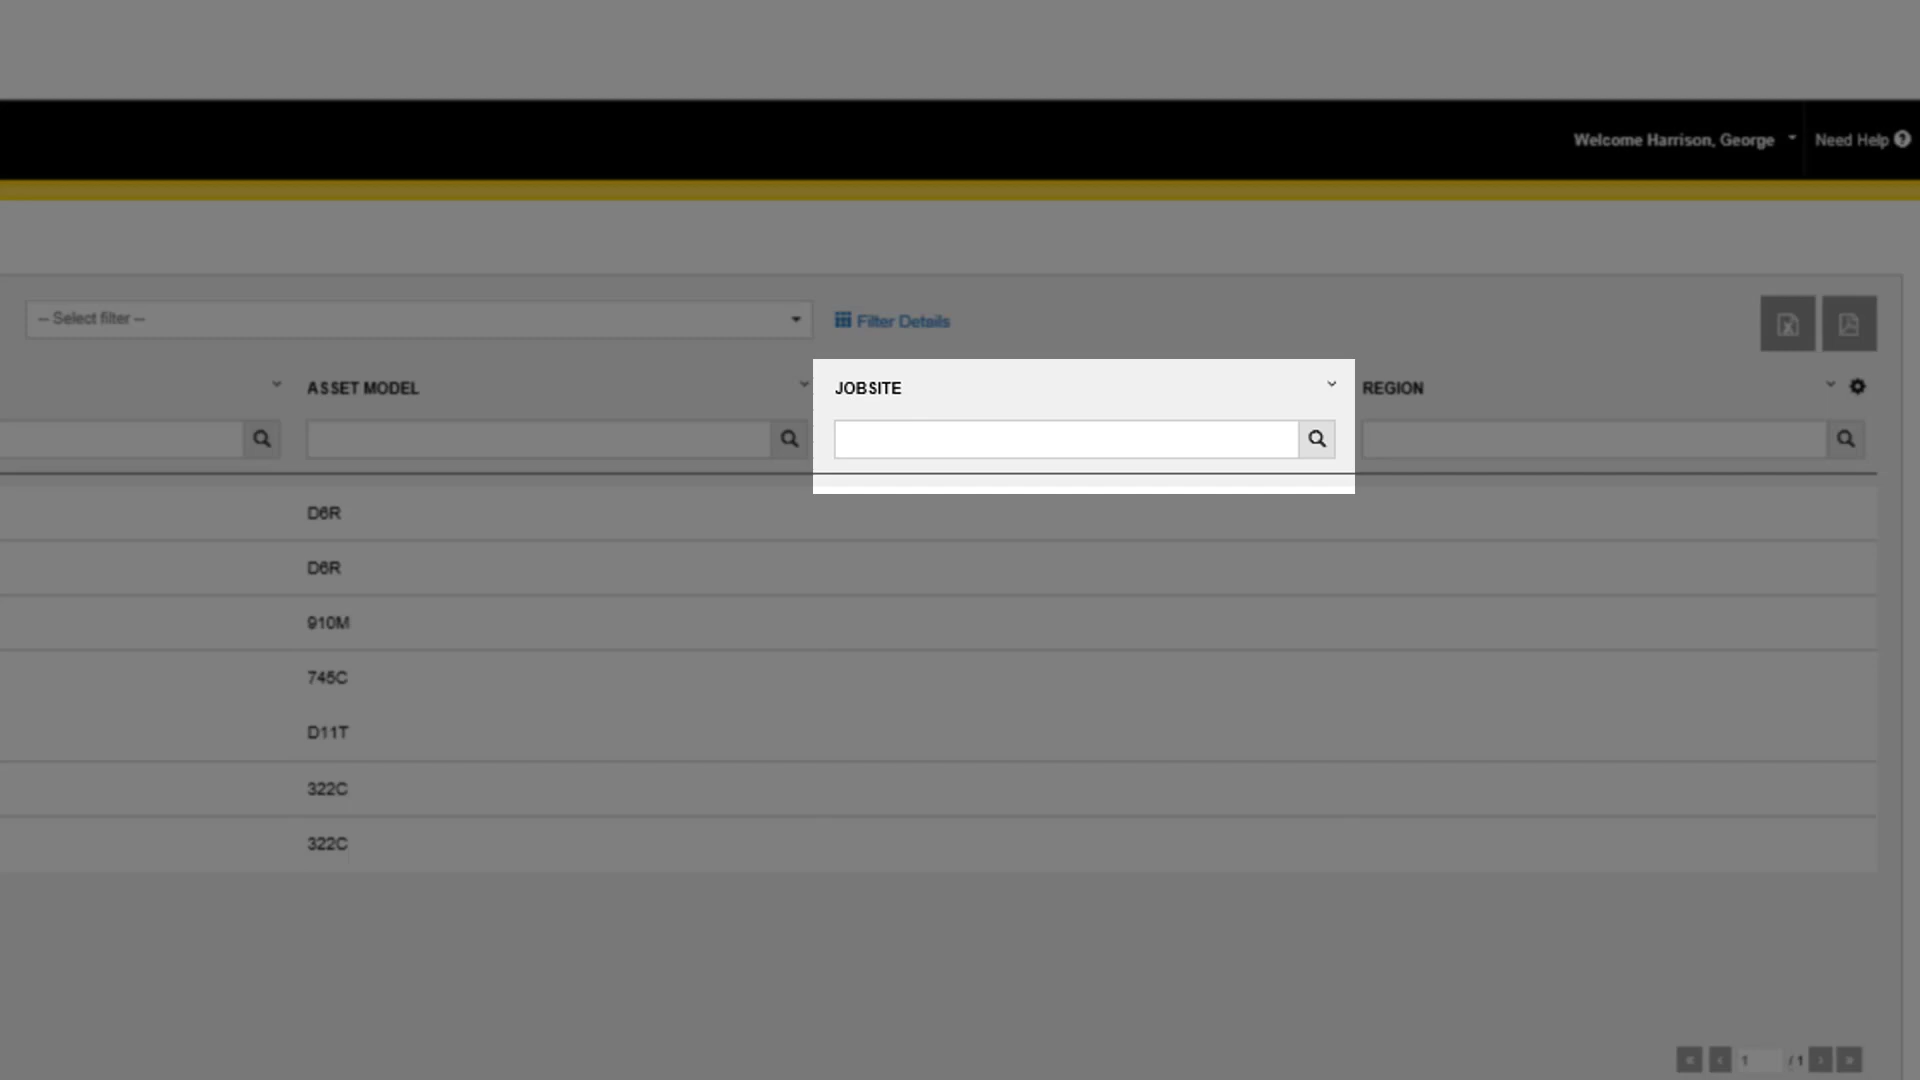 Welcome Harrison, George
Need Help
-- Select filter --
Filter Details
ASSET MODEL
JOBSITE
REGION
D6R
D6R
910M
745C
D11T
322C
322C
« ‹ 1 / 1 › »